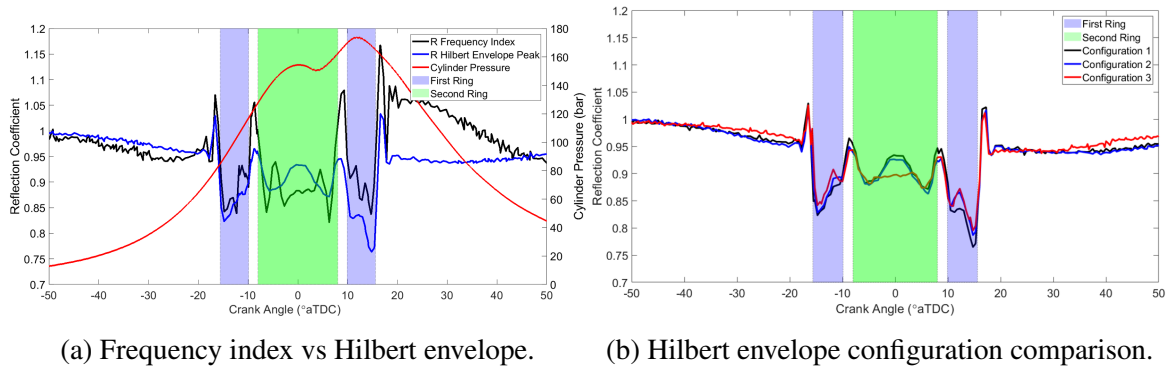 1.2
1.15
1.1
1.05
1
0.95
0.9
0.85
0.8
0.75
0.7
Reflection Coefficient
-50 -40 -30 -20 -10 0 10 20 30 40 50
Crank Angle (°aTDC)
180
160
140
120
100
80
60
40
20
0
Cylinder Pressure (bar)
R Frequency Index
R Hilbert Envelope Peak
Cylinder Pressure
First Ring
Second Ring
(a) Frequency index vs Hilbert envelope.
1.2
1.15
1.1
1.05
1
0.95
0.9
0.85
0.8
0.75
0.7
Reflection Coefficient
-50 -40 -30 -20 -10 0 10 20 30 40 50
Crank Angle (°aTDC)
First Ring
Second Ring
Configuration 1
Configuration 2
Configuration 3
(b) Hilbert envelope configuration comparison.